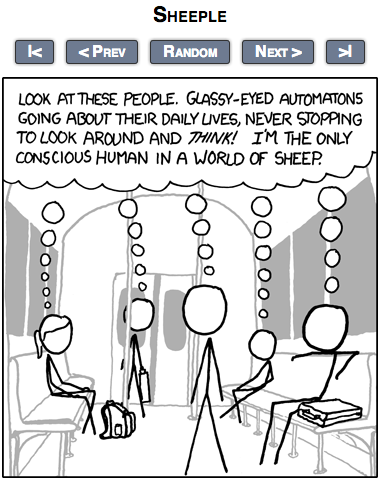 Sheeple
|< < Prev Random Next > >|
LOOK AT THESE PEOPLE. GLASSY-EYED AUTOMATONS
GOING ABOUT THEIR DAILY LIVES, NEVER STOPPING
TO LOOK AROUND AND THINK! I'M THE ONLY
CONSCIOUS HUMAN IN A WORLD OF SHEEP.